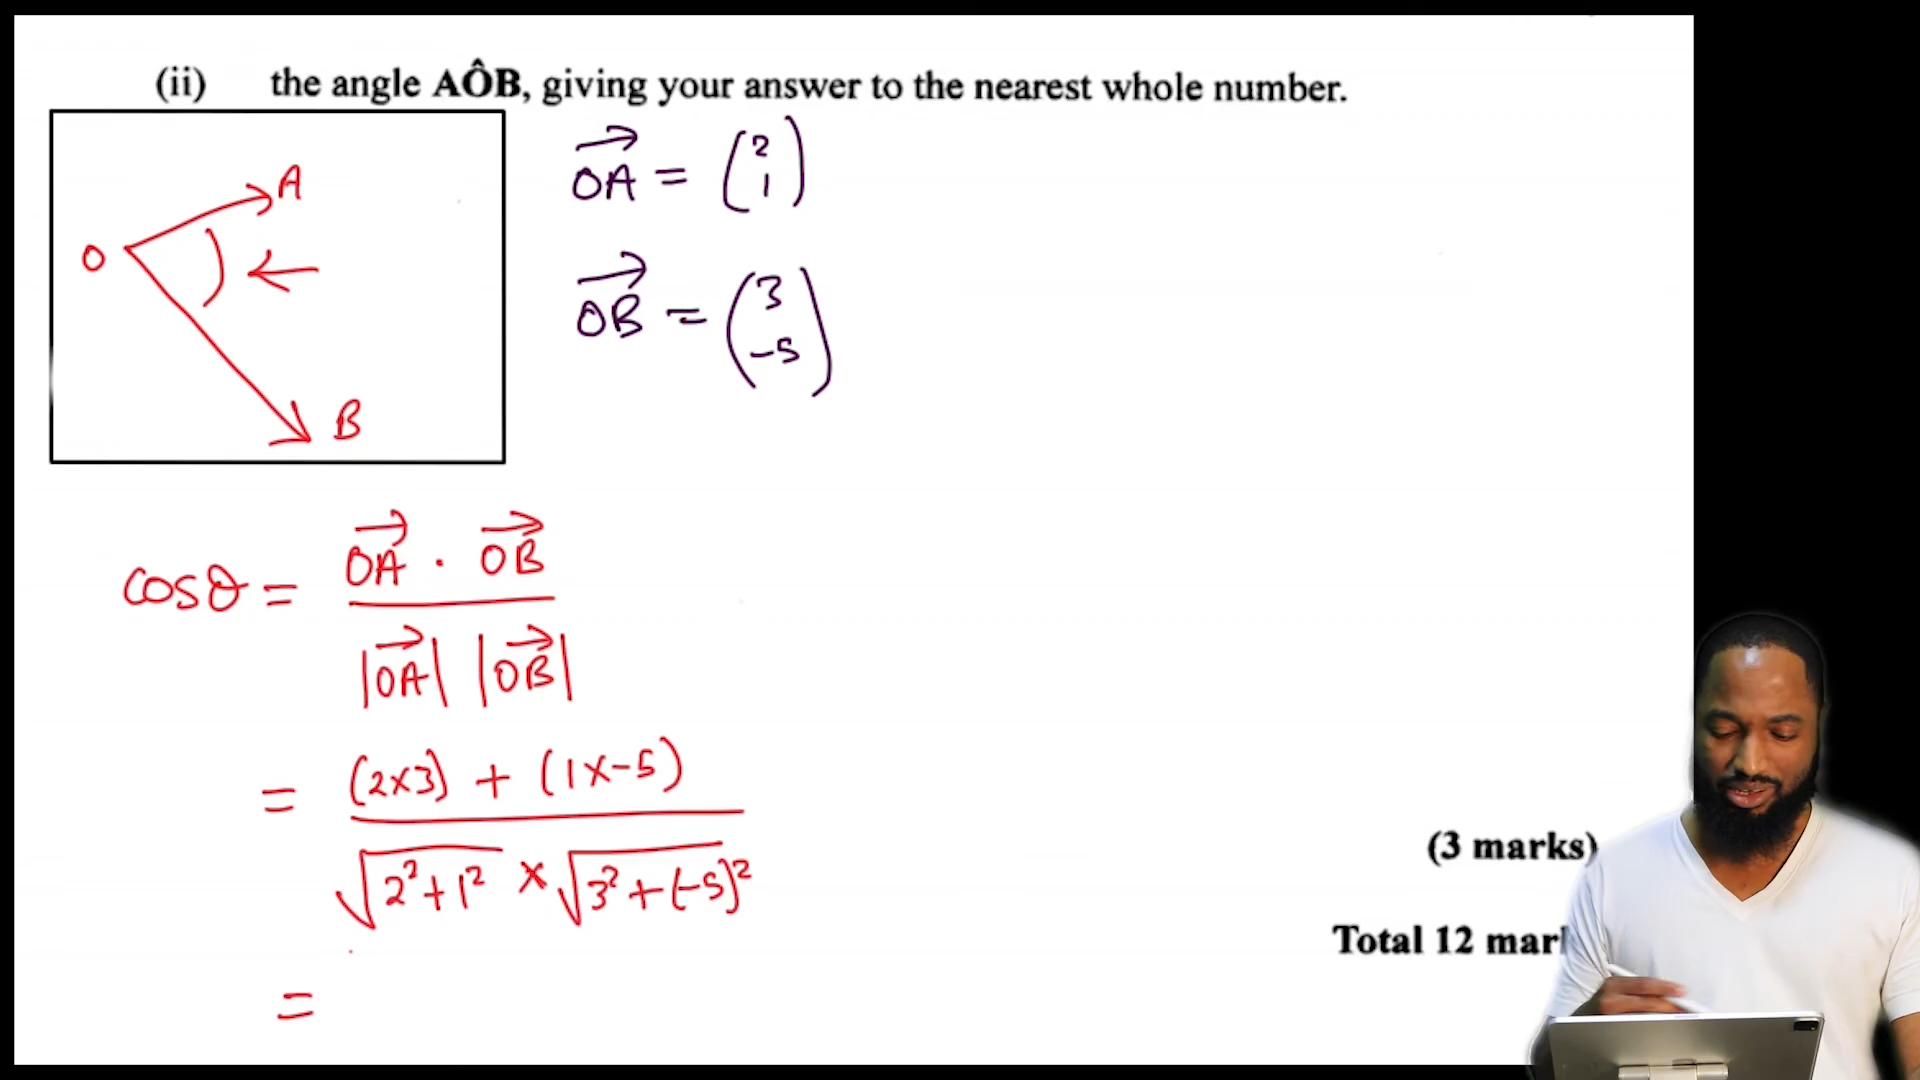 (ii) the angle AÔB, giving your answer to the nearest whole number.
A
O
B
→OA = (2 1)
→OB = (3 -5)
cosθ = →OA · →OB / |→OA| |→OB|
= (2×3) + (1×-5) / √2²+1² × √3²+(-5)²
=
(3 marks)
Total 12 mar